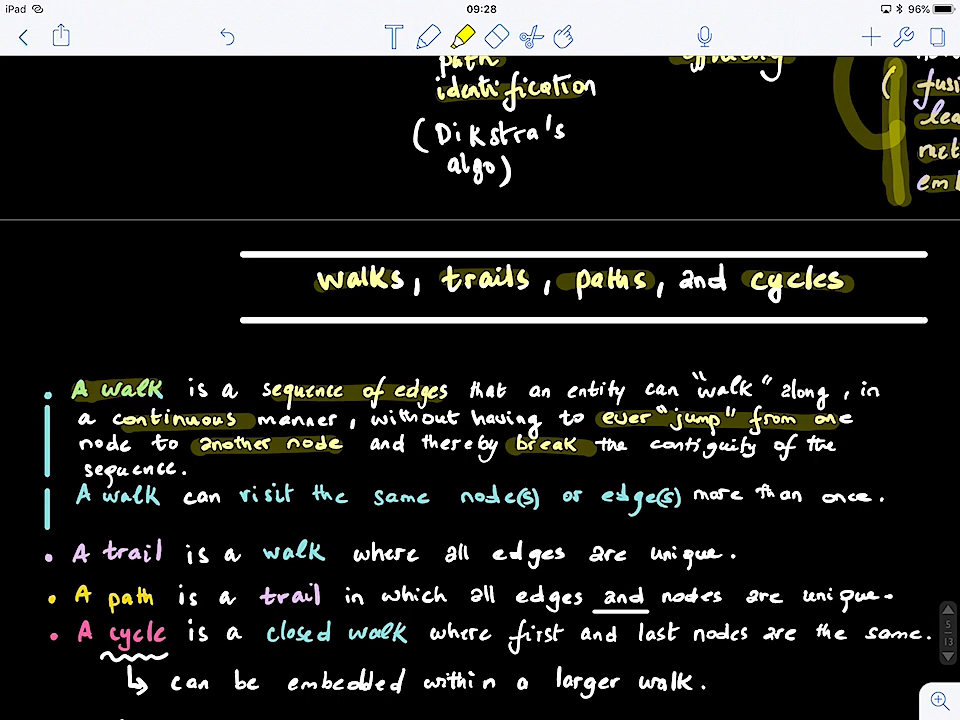 iPad
09:28
96%
T
path
identification
(Dikstra's
algo)
fusi
lea
emb
walks, trails, paths, and cycles
• A walk is a sequence of edges that an entity can "walk" along, in
a continuous manner, without having to ever "jump" from one
node to another node and thereby break the contiguity of the
sequence.
A walk can visit the same node(s) or edge(s) more than once.
• A trail is a walk where all edges are unique.
• A path is a trail in which all edges and nodes are unique.
• A cycle is a closed walk where first and last nodes are the same.
↳ can be embedded within a larger walk.
5
13